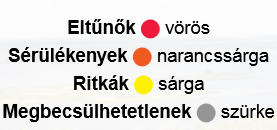 Eltűnők vörös
Sérülékenyek narancssárga
Ritkák sárga
Megbecsülhetetlenek szürke